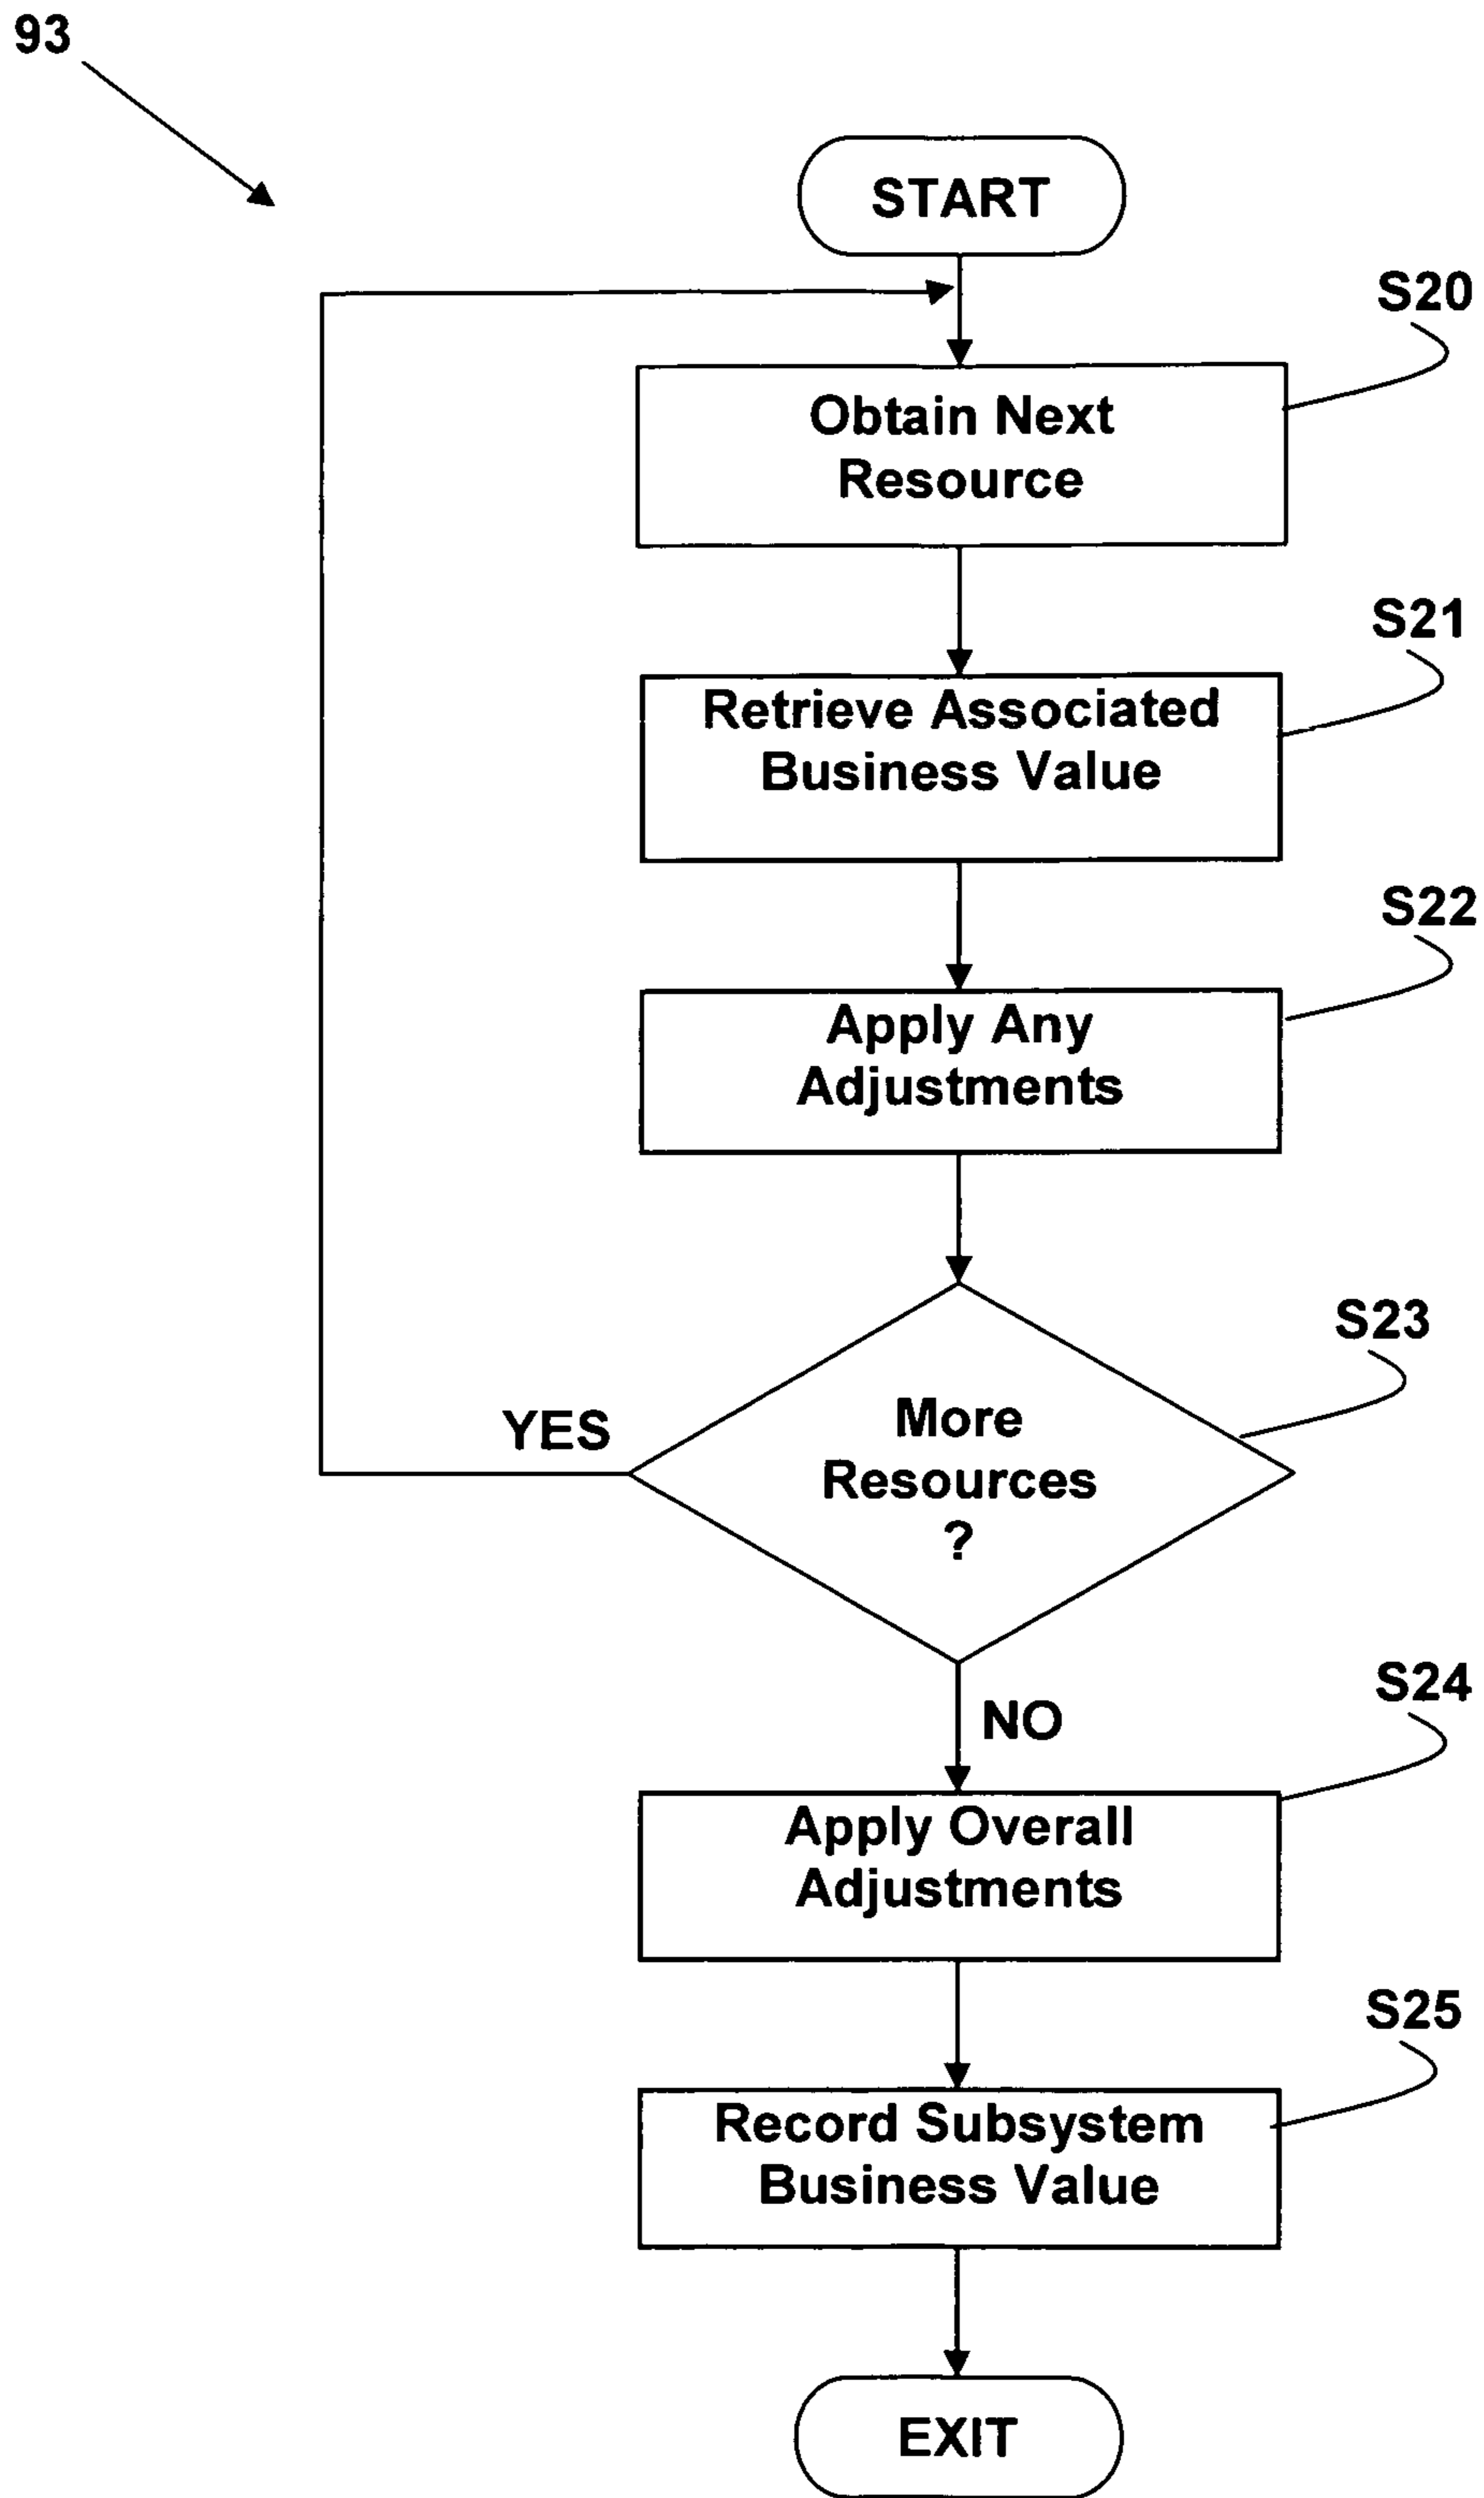 93
START
S20
Obtain Next
Resource
S21
Retrieve Associated
Business Value
S22
Apply Any
Adjustments
S23
YES
More
Resources
?
NO
S24
Apply Overall
Adjustments
S25
Record Subsystem
Business Value
EXIT